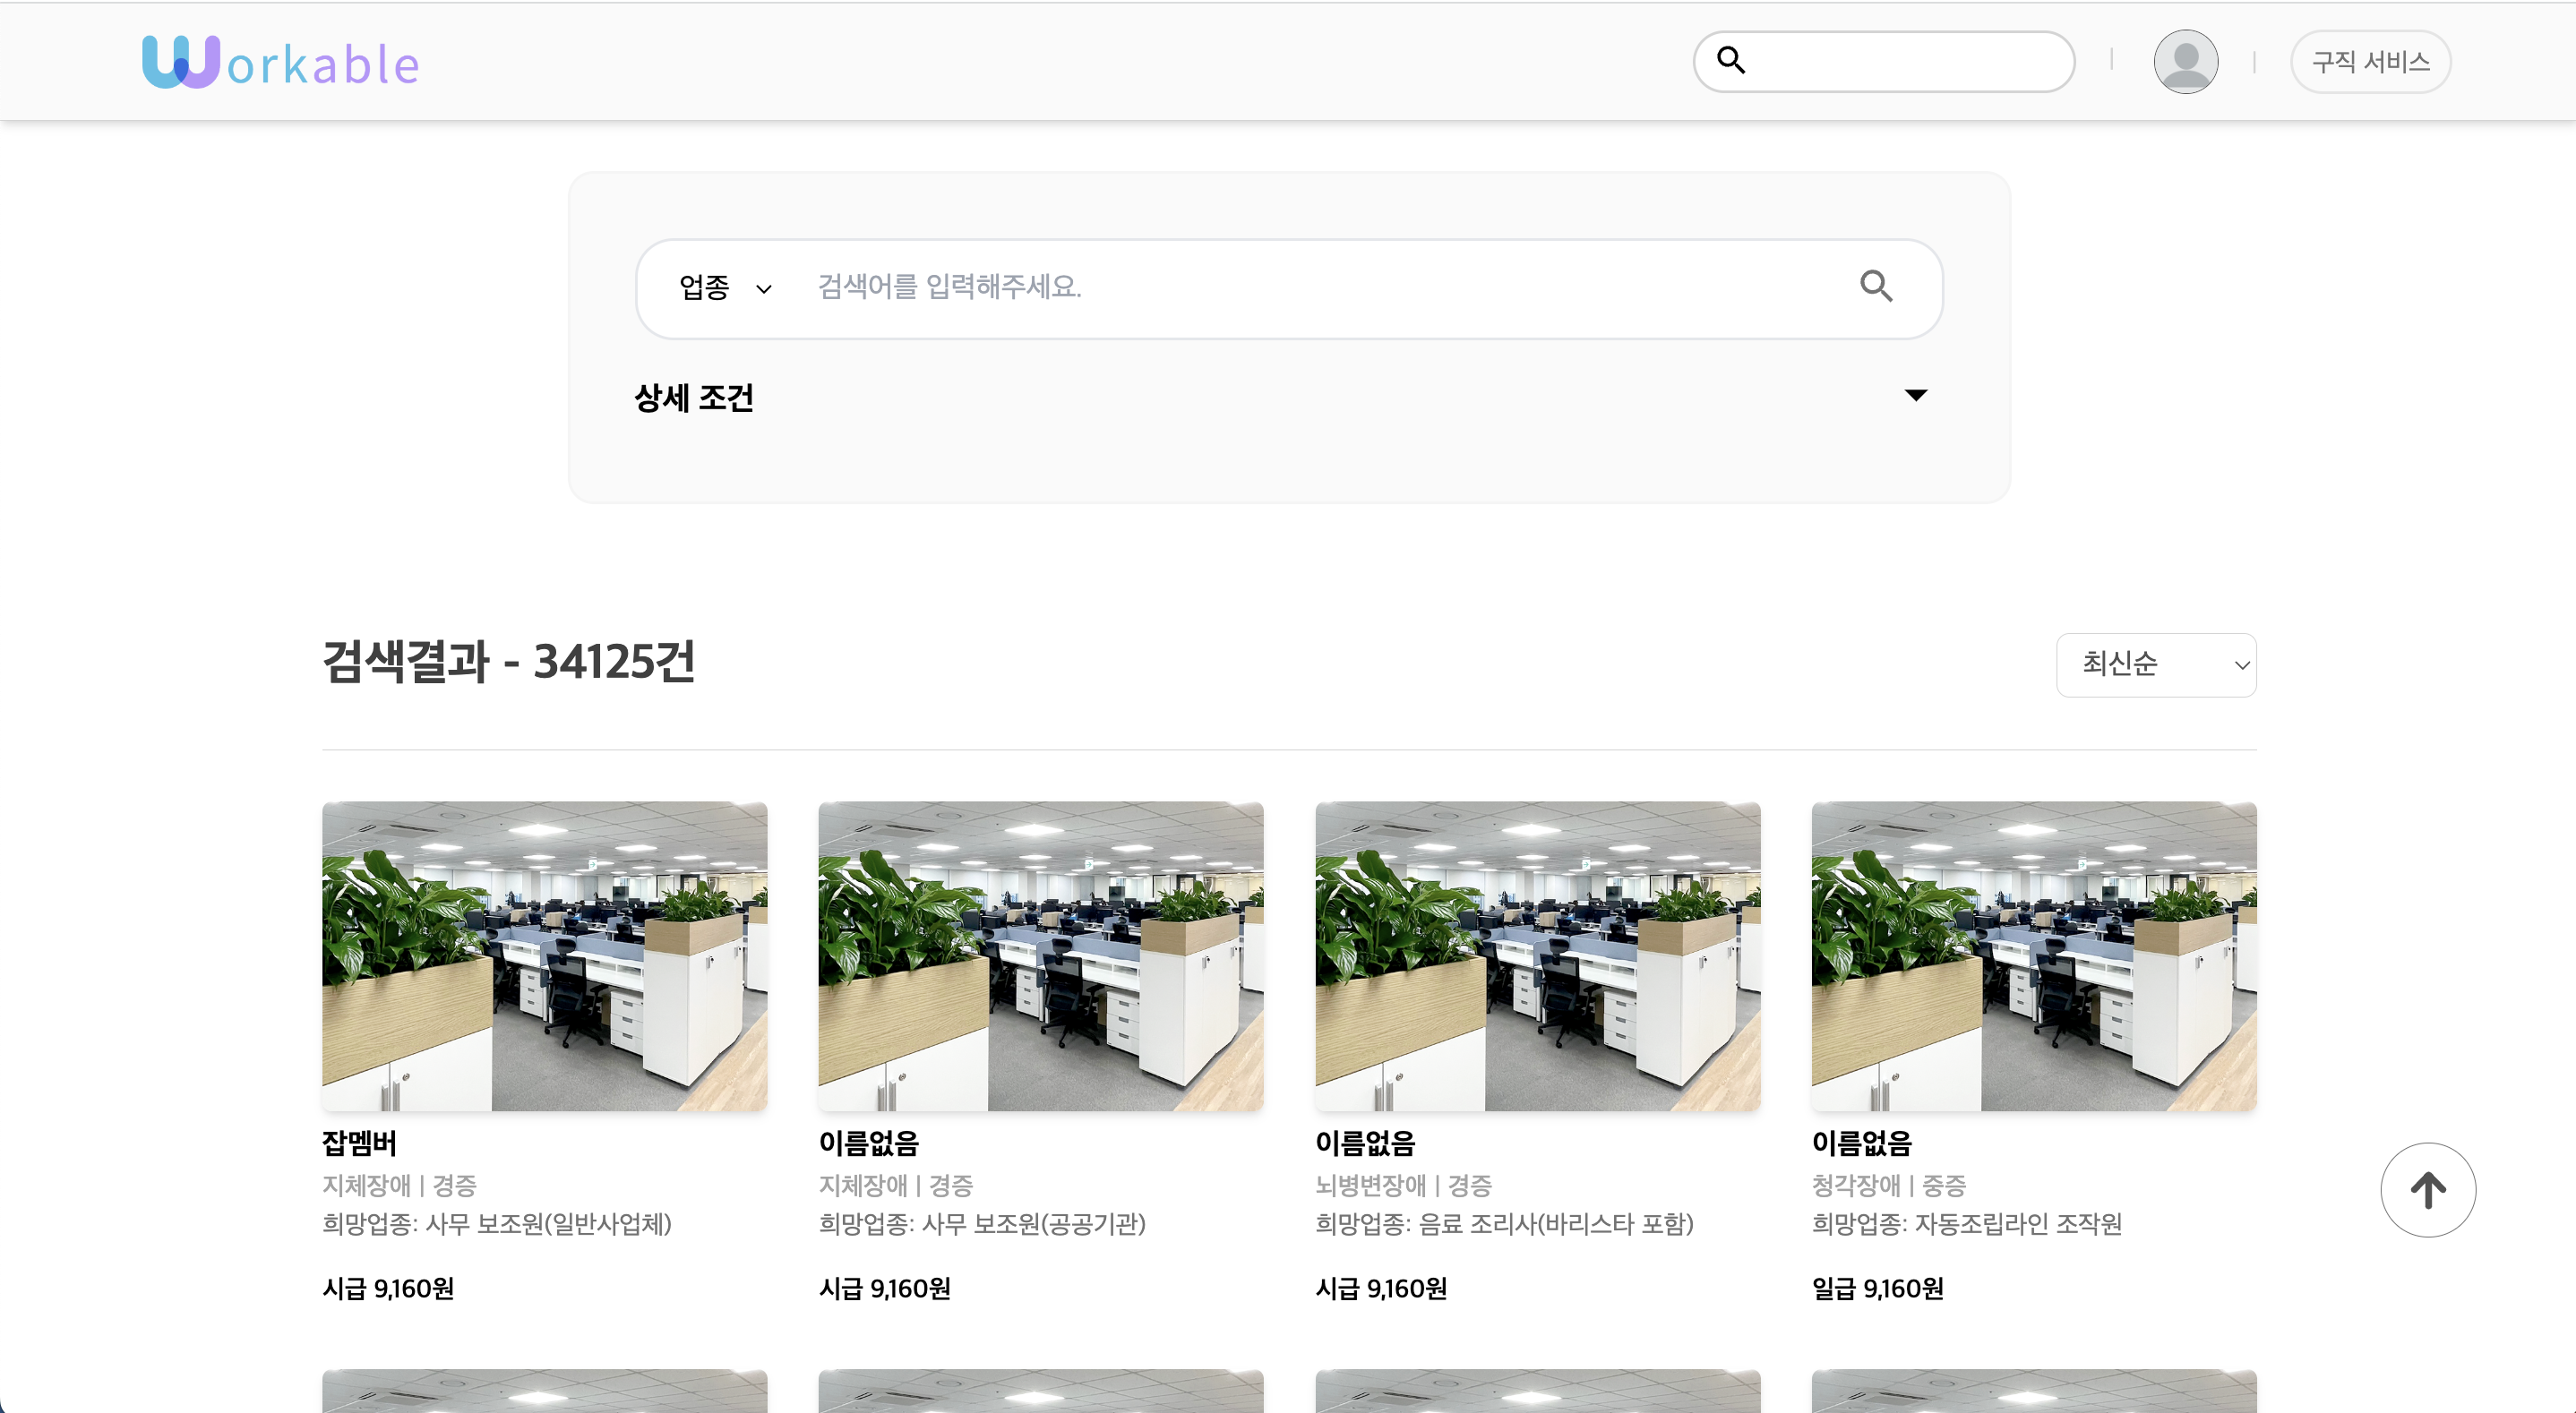 Workable
구직 서비스
업종
검색어를 입력해주세요.
상세 조건
검색결과 - 34125건
최신순
잡멤버
지체장애 | 경증
희망업종: 사무 보조원(일반사업체)
시급 9,160원
이름없음
지체장애 | 경증
희망업종: 사무 보조원(공공기관)
시급 9,160원
이름없음
뇌병변장애 | 경증
희망업종: 음료 조리사(바리스타 포함)
시급 9,160원
이름없음
청각장애 | 중증
희망업종: 자동조립라인 조작원
일급 9,160원